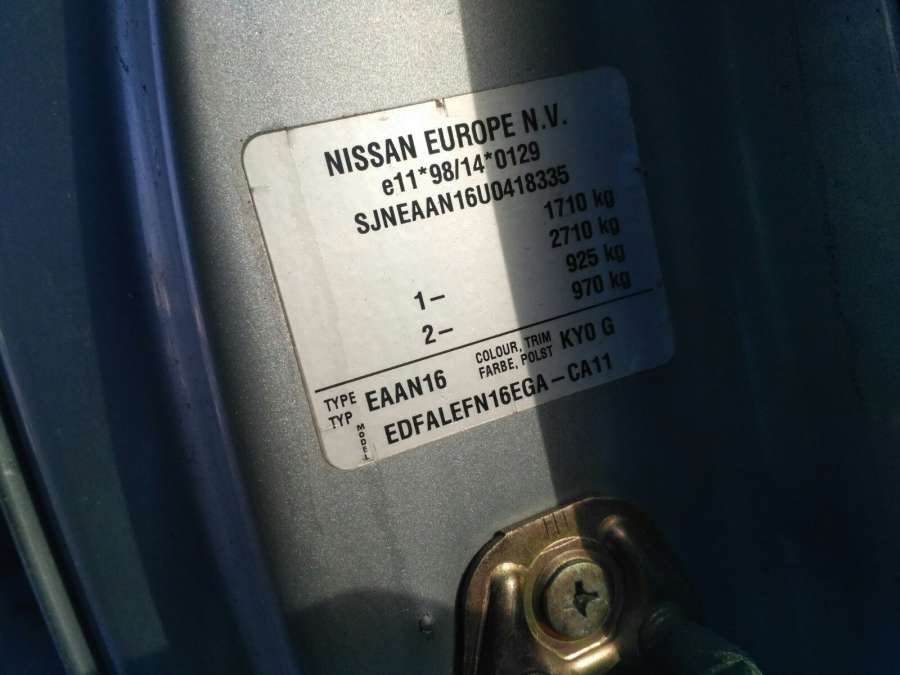 NISSAN EUROPE N.V.
e11*98/14*0129
SJNEAAN16U0418335
1710 kg
2710 kg
1– 925 kg
2– 970 kg
TYPE EAAN16 COLOUR, TRIM KY0 G
TYP FARBE, POLST
MODEL EDFALEFN16EGA–CA11